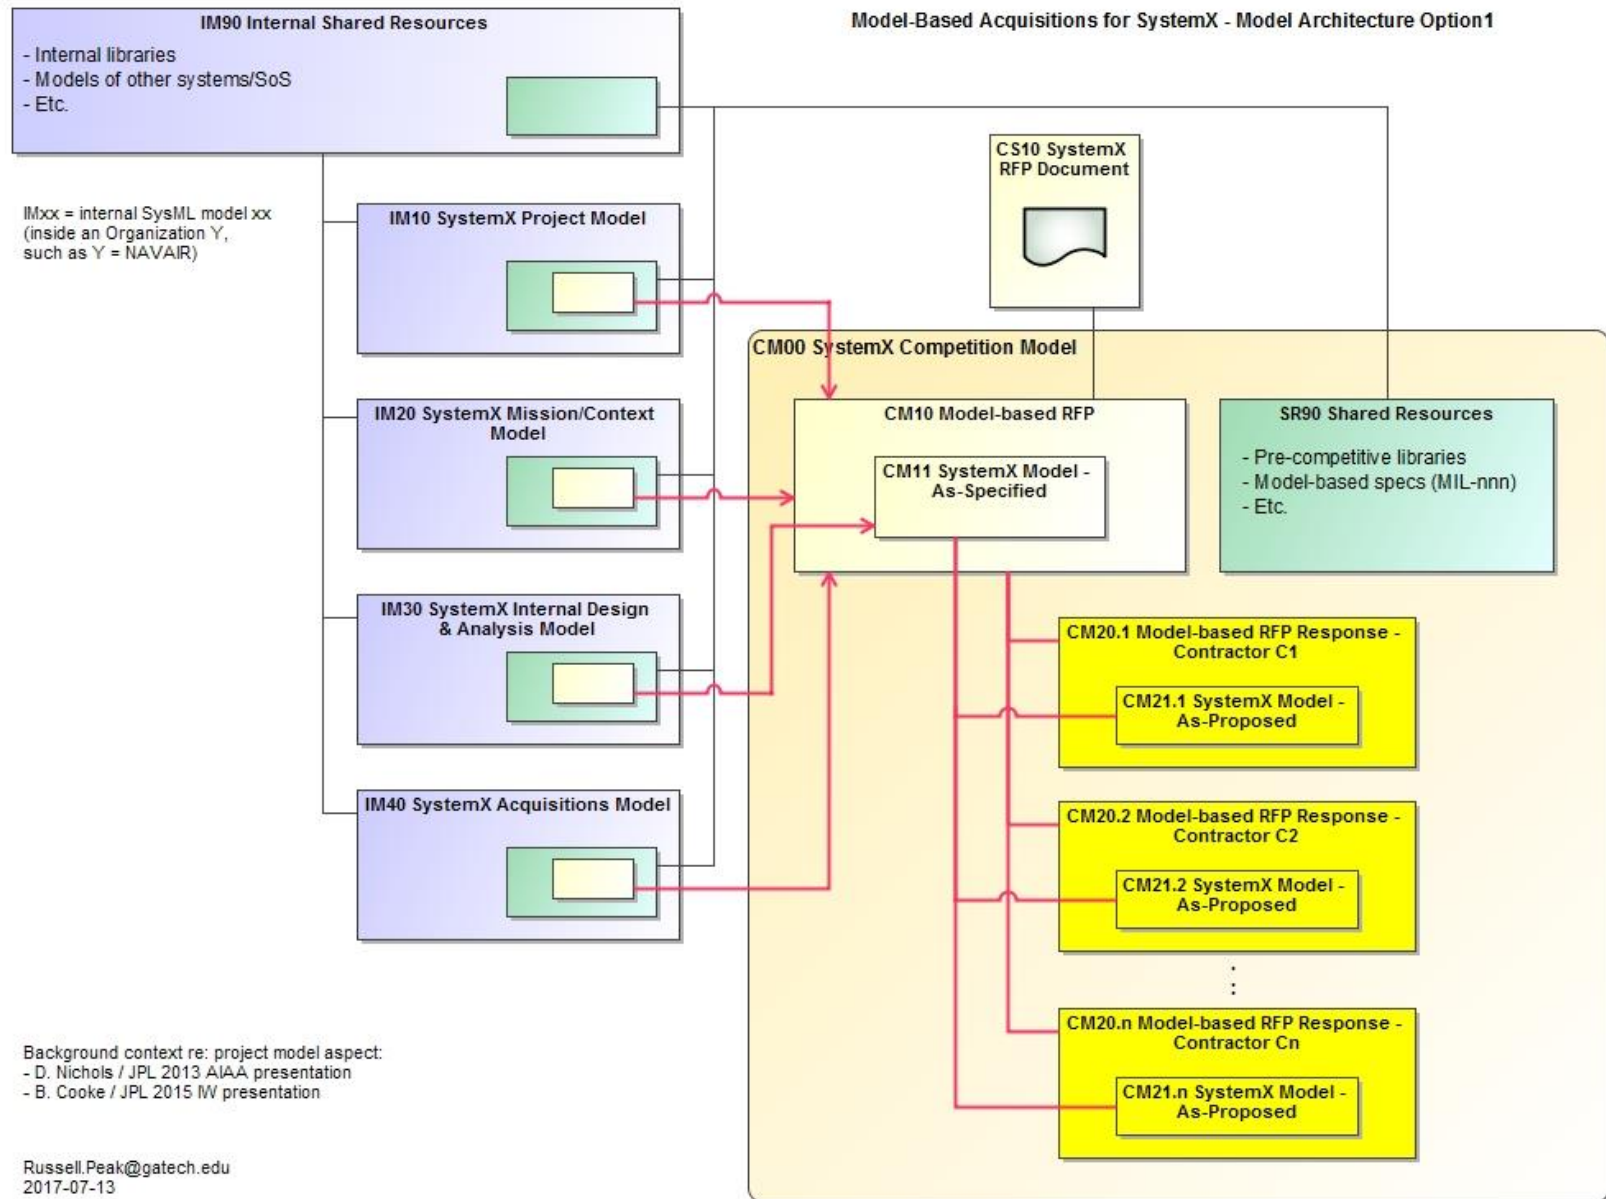 Model-Based Acquisitions for SystemX - Model Architecture Option1
IM90 Internal Shared Resources
- Internal libraries
- Models of other systems/SoS
- Etc.
IMxx = internal SysML model xx
(inside an Organization Y,
such as Y = NAVAIR)
IM10 SystemX Project Model
IM20 SystemX Mission/Context
Model
IM30 SystemX Internal Design
& Analysis Model
IM40 SystemX Acquisitions Model
CS10 SystemX
RFP Document
CM00 SystemX Competition Model
CM10 Model-based RFP
CM11 SystemX Model -
As-Specified
SR90 Shared Resources
- Pre-competitive libraries
- Model-based specs (MIL-nnn)
- Etc.
CM20.1 Model-based RFP Response -
Contractor C1
CM21.1 SystemX Model -
As-Proposed
CM20.2 Model-based RFP Response -
Contractor C2
CM21.2 SystemX Model -
As-Proposed
:
CM20.n Model-based RFP Response -
Contractor Cn
CM21.n SystemX Model -
As-Proposed
Background context re: project model aspect:
- D. Nichols / JPL 2013 AIAA presentation
- B. Cooke / JPL 2015 IW presentation
Russell.Peak@gatech.edu
2017-07-13